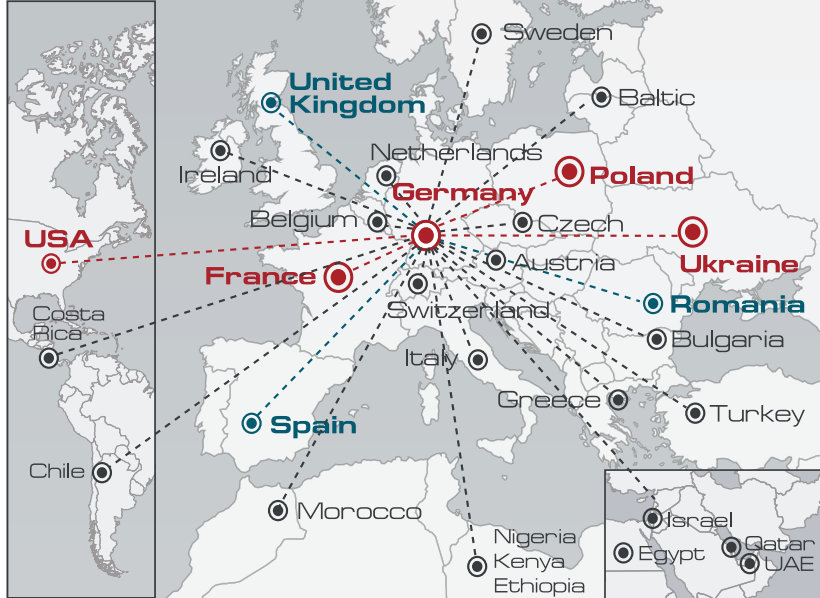 Sweden
United
Kingdom
Baltic
Ireland
Netherlands
Germany
Poland
Belgium
Czech
USA
Ukraine
France
Austria
Switzerland
Romania
Costa
Rica
Bulgaria
Italy
Greece
Turkey
Spain
Chile
Morocco
Israel
Nigeria
Kenya
Ethiopia
Egypt
Qatar
UAE